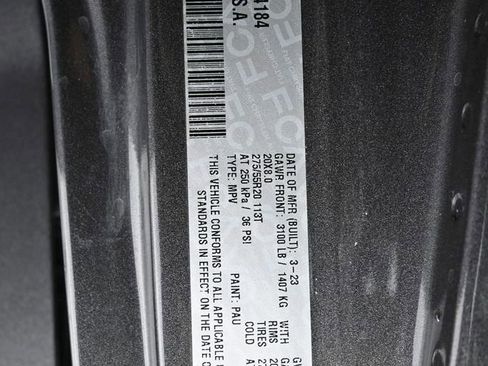 DATE OF MFR (BUILT): 3-23
GAWR FRONT: 3100 LB / 1407 KG WITH
20X8.0 RIMS
275/55R20 113T TIRES
AT 250 kPa / 36 PSI COLD
TYPE: MPV PAINT: PAU
THIS VEHICLE CONFORMS TO ALL APPLICABLE
STANDARDS IN EFFECT ON THE DATE
4184
S.A.